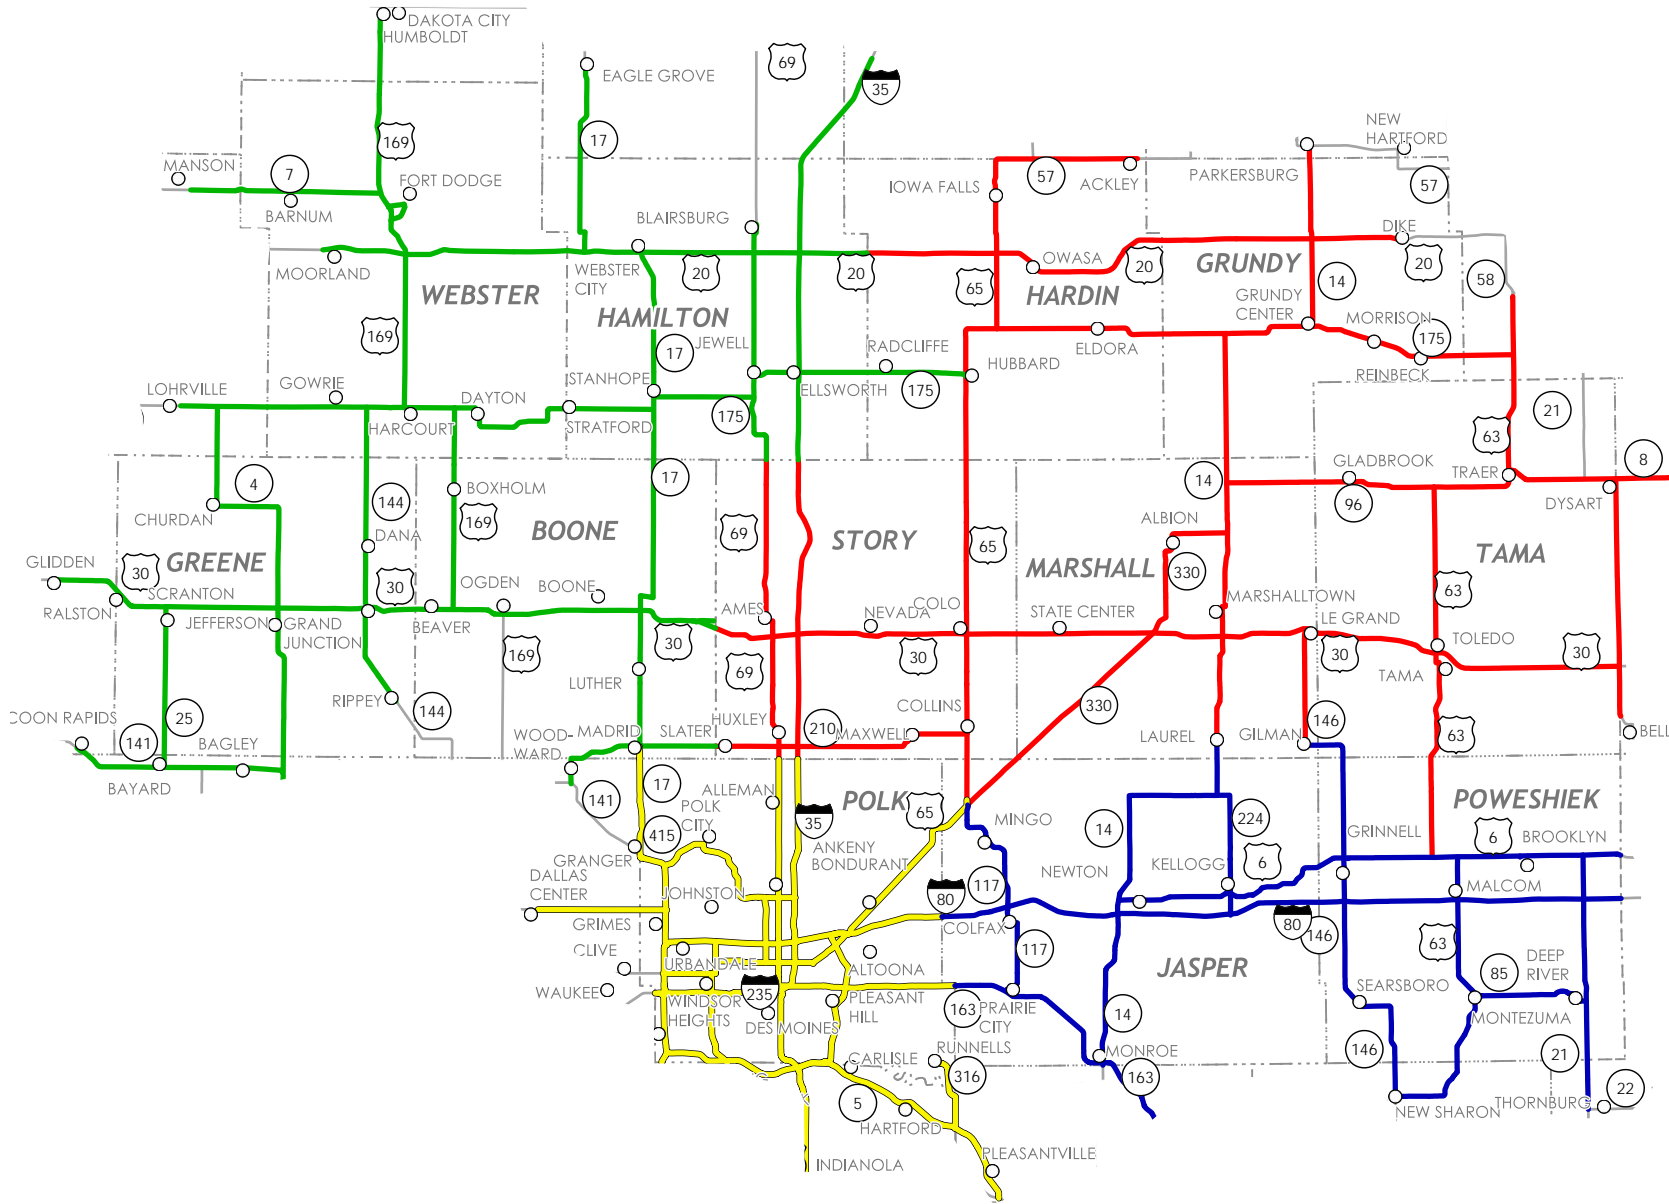 DAKOTA CITY
HUMBOLDT
69
EAGLE GROVE
35
169
17
NEW
HARTFORD
MANSON
7
FORT DODGE
57
ACKLEY
PARKERSBURG
57
IOWA FALLS
BARNUM
BLAIRSBURG
DIKE
MOORLAND
WEBSTER
CITY
20
20
OWASA
20
GRUNDY
20
WEBSTER
65
HARDIN
14
58
HAMILTON
GRUNDY
CENTER
169
17
JEWELL
RADCLIFFE
HUBBARD
ELDORA
MORRISON
175
REINBECK
LOHRVILLE
GOWRIE
DAYTON
STANHOPE
ELLSWORTH
175
HARCOURT
STRATFORD
175
21
63
4
17
14
GLADBROOK
TRAER
8
CHURDAN
144
BOXHOLM
96
DYSART
169
BOONE
69
STORY
65
ALBION
DANA
MARSHALL
330
TAMA
GLIDDEN
30
GREENE
SCRANTON
30
OGDEN
BOONE
63
RALSTON
JEFFERSON
GRAND
JUNCTION
BEAVER
AMES
NEVADA
COLO
STATE CENTER
MARSHALLTOWN
LE GRAND
169
30
30
30
TOLEDO
30
69
LUTHER
TAMA
RIPPEY
144
COLLINS
330
COON RAPIDS
25
141
BAGLEY
WOOD-
WARD
MADRID
SLATER
HUXLEY
210
MAXWELL
LAUREL
GILMAN
146
63
BELL
BAYARD
17
ALLEMAN
POLK
65
POWESHIEK
141
POLK
CITY
35
MINGO
14
224
GRINNELL
6
BROOKLYN
415
GRANGER
ANKENY
BONDURANT
NEWTON
KELLOGG
6
DALLAS
CENTER
JOHNSTON
80
117
MALCOM
GRIMES
COLFAX
80
146
CLIVE
URBANDALE
ALTOONA
117
JASPER
63
DEEP
RIVER
85
WAUKEE
WINDSOR
HEIGHTS
235
PLEASANT
HILL
SEARSBORO
DES MOINES
163
PRAIRIE
CITY
14
MONTEZUMA
CARLISLE
RUNNELLS
MONROE
146
21
316
163
5
HARTFORD
NEW SHARON
THORNBURG
22
INDIANOLA
PLEASANTVILLE